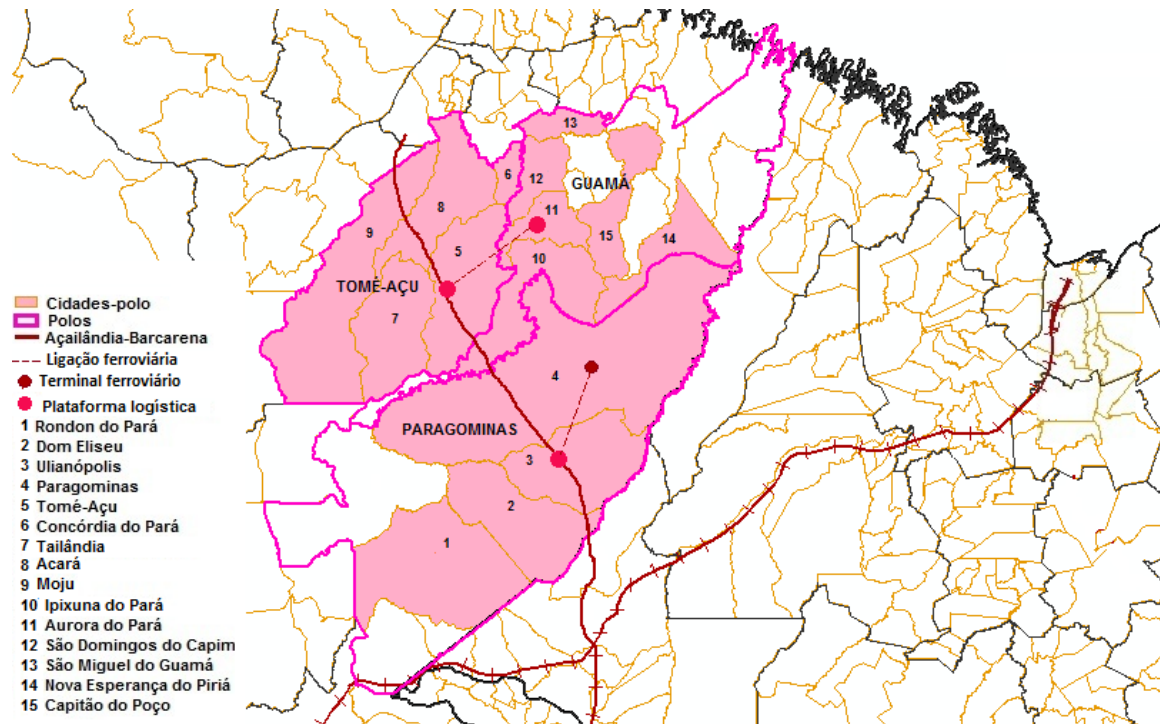 13
GUAMÁ
6
12
8
11
9
5
15
14
10
TOMÉ-AÇU
7
4
PARAGOMINAS
3
2
1
Cidades-polo
Polos
Açailândia-Barcarena
Ligação ferroviária
Terminal ferroviário
Plataforma logística
1 Rondon do Pará
2 Dom Eliseu
3 Ulianópolis
4 Paragominas
5 Tomé-Açu
6 Concórdia do Pará
7 Tailândia
8 Acará
9 Moju
10 Ipixuna do Pará
11 Aurora do Pará
12 São Domingos do Capim
13 São Miguel do Guamá
14 Nova Esperança do Piriá
15 Capitão do Poço